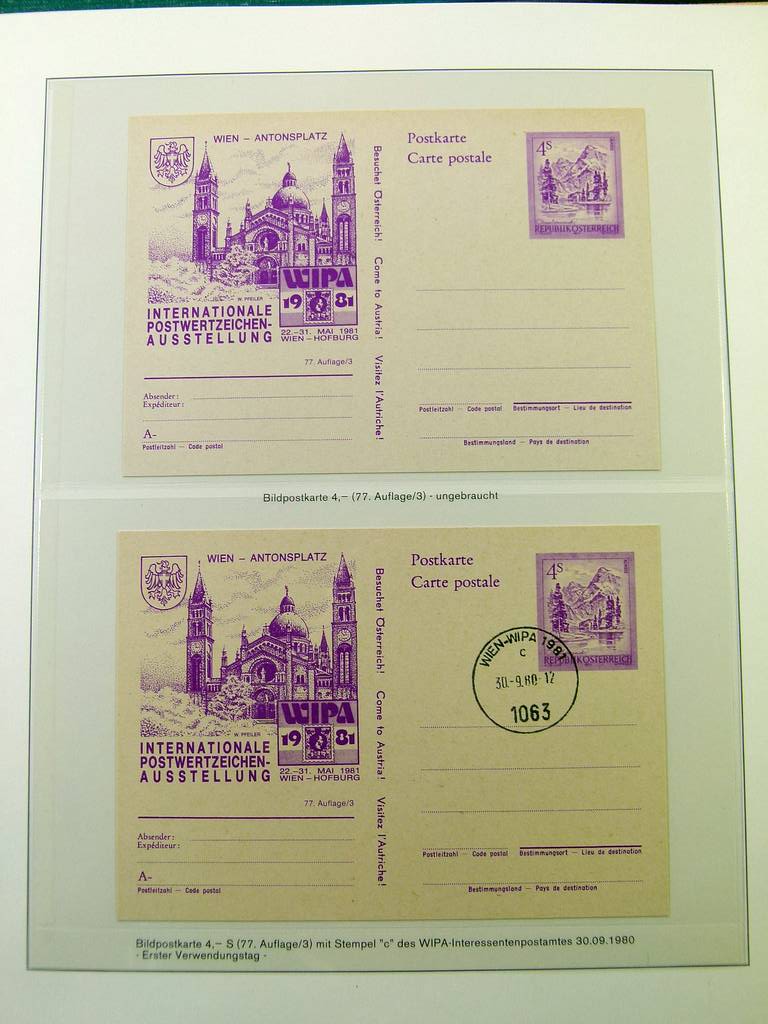 WIEN – ANTONSPLATZ
W. PFEILER
WIPA
1981
INTERNATIONALE
POSTWERTZEICHEN-
AUSSTELLUNG
22.–31. MAI 1981
WIEN – HOFBURG
77. Auflage/3
Absender:
Expéditeur:
A-
Postleitzahl — Code postal
Besuchet Österreich! Come to Austria! Visitez l'Autriche!
Postkarte
Carte postale
4S
REPUBLIK ÖSTERREICH
Postleitzahl — Code postal Bestimmungsort — Lieu de destination
Bestimmungsland — Pays de destination
Bildpostkarte 4,– (77. Auflage/3) - ungebraucht
WIEN – ANTONSPLATZ
W. PFEILER
WIPA
1981
INTERNATIONALE
POSTWERTZEICHEN-
AUSSTELLUNG
22.–31. MAI 1981
WIEN – HOFBURG
77. Auflage/3
Absender:
Expéditeur:
A-
Postleitzahl — Code postal
Besuchet Österreich! Come to Austria! Visitez l'Autriche!
Postkarte
Carte postale
4S
REPUBLIK ÖSTERREICH
WIEN-WIPA 1981
c
30.-9.80-12
1063
Postleitzahl — Code postal Bestimmungsort — Lieu de destination
Bestimmungsland — Pays de destination
Bildpostkarte 4,– S (77. Auflage/3) mit Stempel "c" des WIPA-Interessentenpostamtes 30.09.1980
- Erster Verwendungstag -